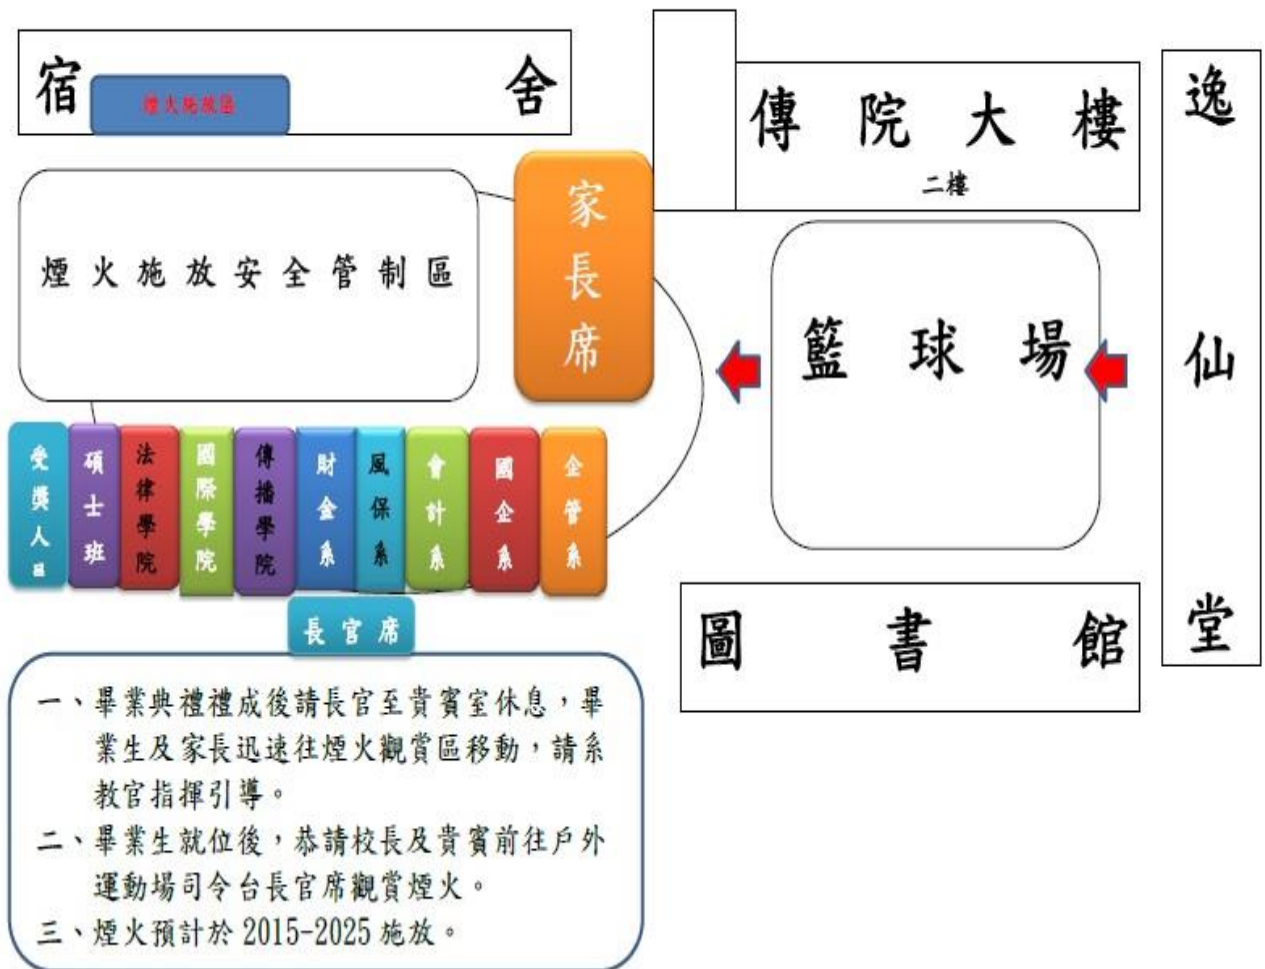 宿舍
煙火施放區
傳院大樓
二樓
逸仙堂
家長席
煙火施放安全管制區
籃球場
受獎人區
碩士班
法律學院
國際學院
傳播學院
財金系
風保系
會計系
國企系
企管系
長官席
圖書館
一、畢業典禮禮成後請長官至貴賓室休息，畢
業生及家長迅速往煙火觀賞區移動，請系
教官指揮引導。
二、畢業生就位後，恭請校長及貴賓前往戶外
運動場司令台長官席觀賞煙火。
三、煙火預計於 2015-2025 施放。